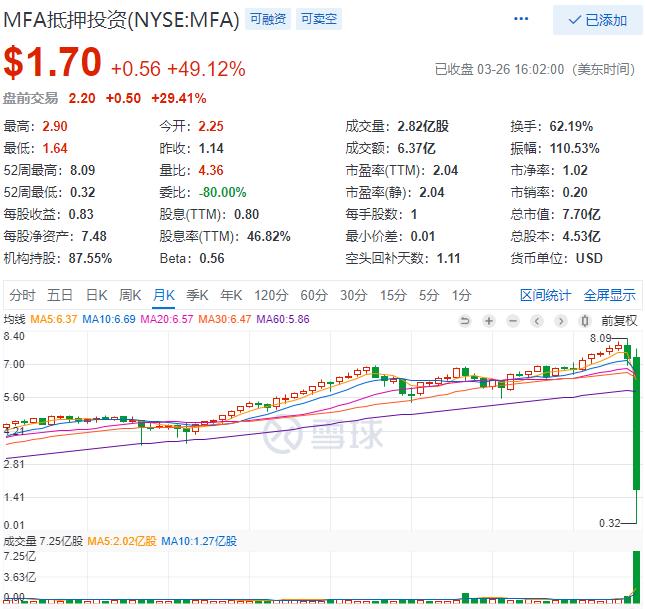 MFA抵押投资(NYSE:MFA) 可融资 可卖空 ··· 已添加
$1.70 +0.56 +49.12% 已收盘 03-26 16:02:00（美东时间）
盘前交易 2.20 +0.50 +29.41%
最高：2.90 今开：2.25 成交量：2.82亿股 换手：62.19%
最低：1.64 昨收：1.14 成交额：6.37亿 振幅：110.53%
52周最高：8.09 量比：4.36 市盈率(TTM)：2.04 市净率：1.02
52周最低：0.32 委比：-80.00% 市盈率(静)：2.04 市销率：0.20
每股收益：0.83 股息(TTM)：0.80 每手股数：1 总市值：7.70亿
每股净资产：7.48 股息率(TTM)：46.82% 最小价差：0.01 总股本：4.53亿
机构持股：87.55% Beta：0.56 空头回补天数：1.11 货币单位：USD
分时 五日 日K 周K 月K 季K 年K 120分 60分 30分 15分 5分 1分 区间统计 全屏显示
均线 MA5:6.37 MA10:6.69 MA20:6.57 MA30:6.47 MA60:5.86 前复权
8.40
8.09
7.00
5.60
4.21
雪球
2.81
1.41
0.01
0.32
成交量 7.25亿股 MA5:2.02亿股 MA10:1.27亿股
7.25亿
3.63亿
0.00